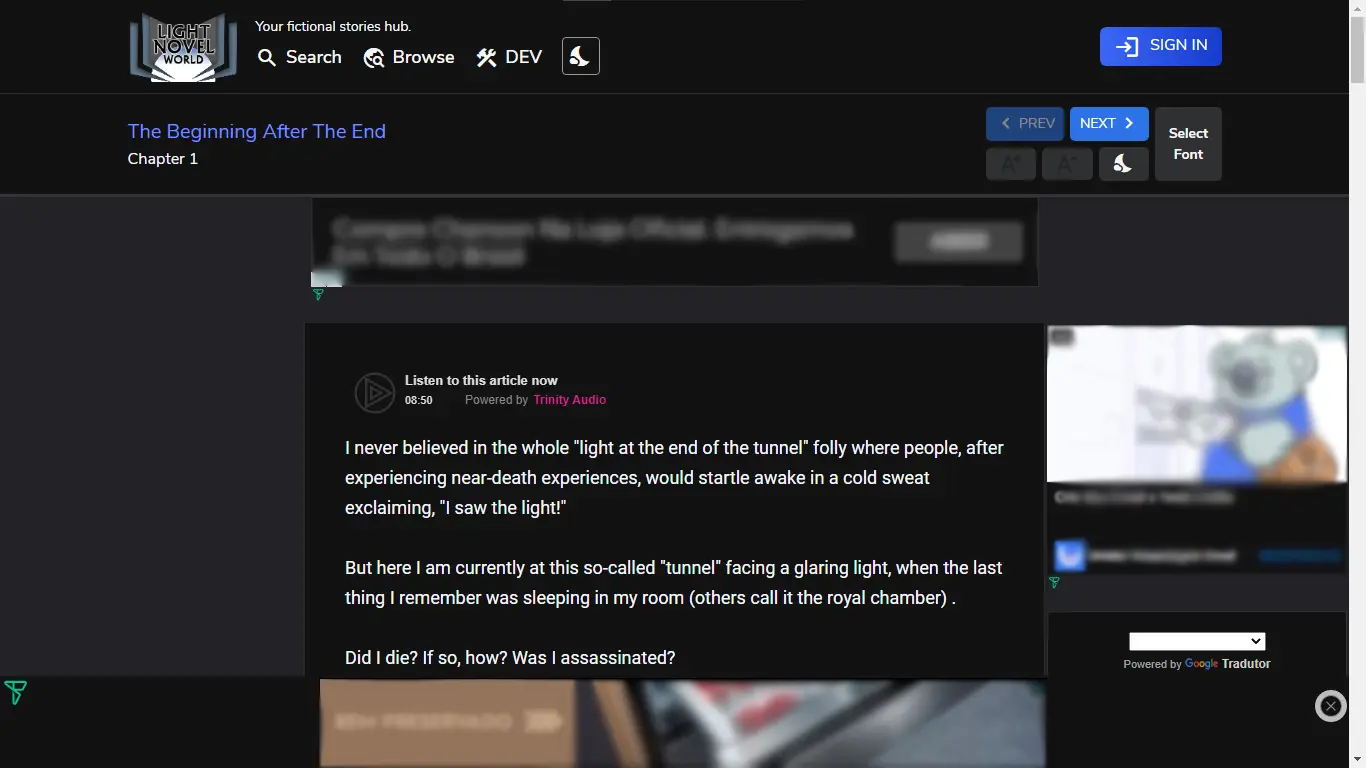 LIGHT
NOVEL
WORLD
Your fictional stories hub.
Search
Browse
DEV
SIGN IN
The Beginning After The End
Chapter 1
PREV
NEXT
A+
A-
Select
Font
Listen to this article now
08:50
Powered by Trinity Audio
I never believed in the whole "light at the end of the tunnel" folly where people, after
experiencing near-death experiences, would startle awake in a cold sweat
exclaiming, "I saw the light!"
But here I am currently at this so-called "tunnel" facing a glaring light, when the last
thing I remember was sleeping in my room (others call it the royal chamber) .
Did I die? If so, how? Was I assassinated?
Powered by Google Tradutor